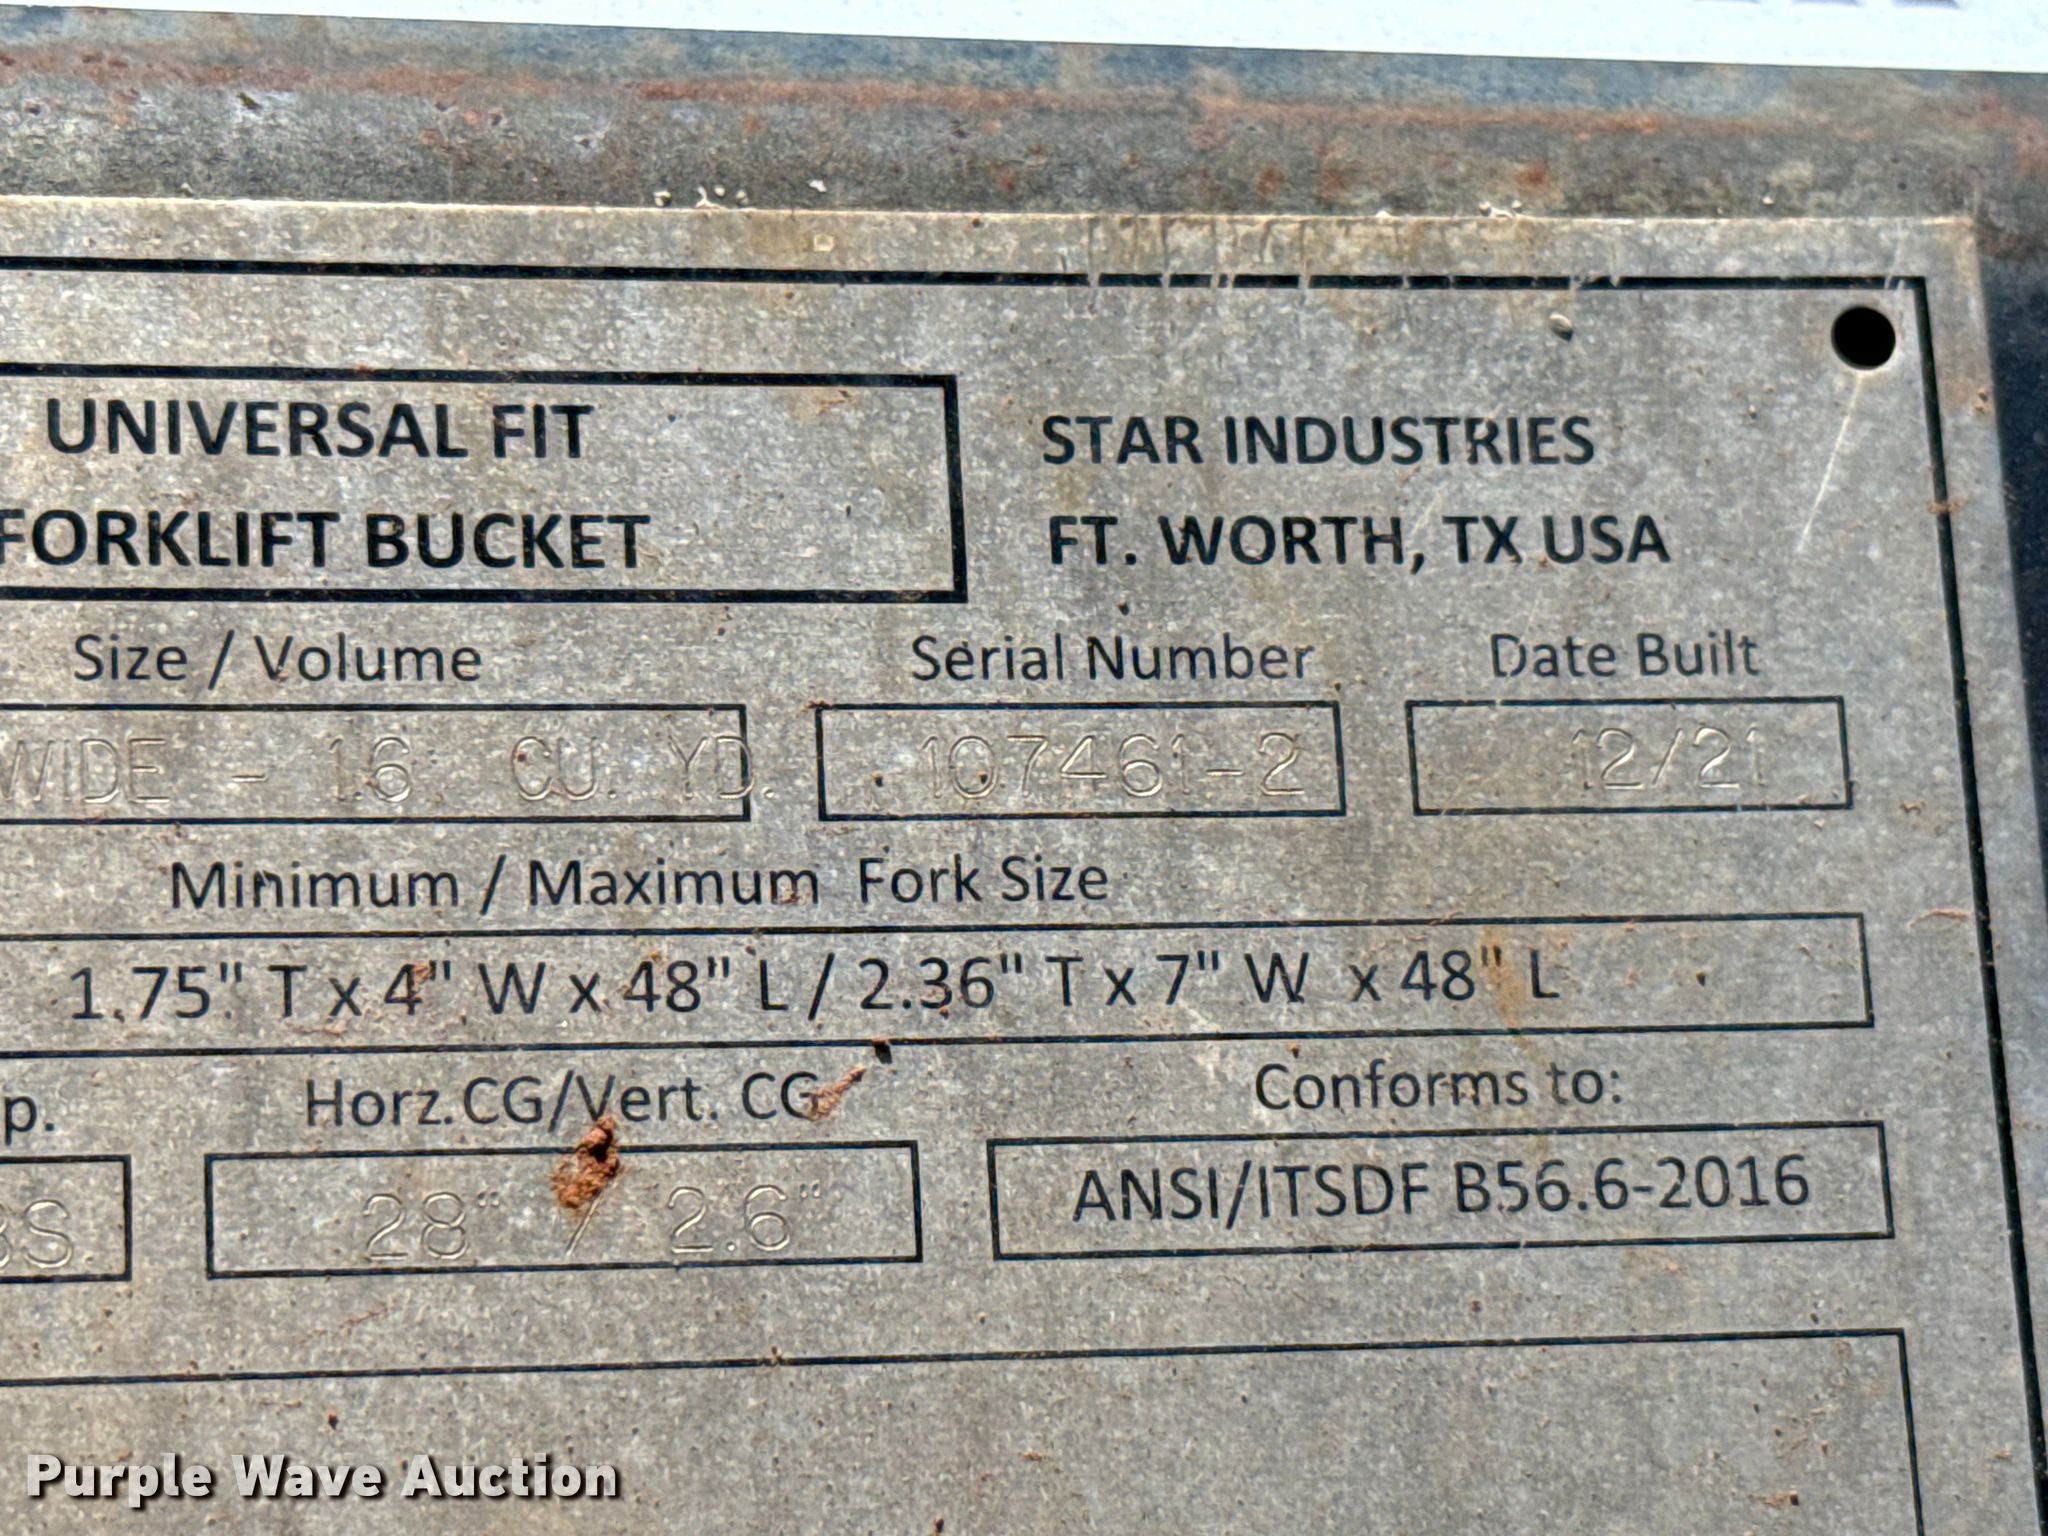 UNIVERSAL FIT
FORKLIFT BUCKET
STAR INDUSTRIES
FT. WORTH, TX USA
Size / Volume
Serial Number
Date Built
WIDE - 1.6 CU. YD.
107461-2
12/21
Minimum / Maximum Fork Size
1.75" T x 4" W x 48" L / 2.36" T x 7" W x 48" L
p.
Horz.CG/Vert. CG
Conforms to:
BS.
28" / 2.6"
ANSI/ITSDF B56.6-2016
Purple Wave Auction